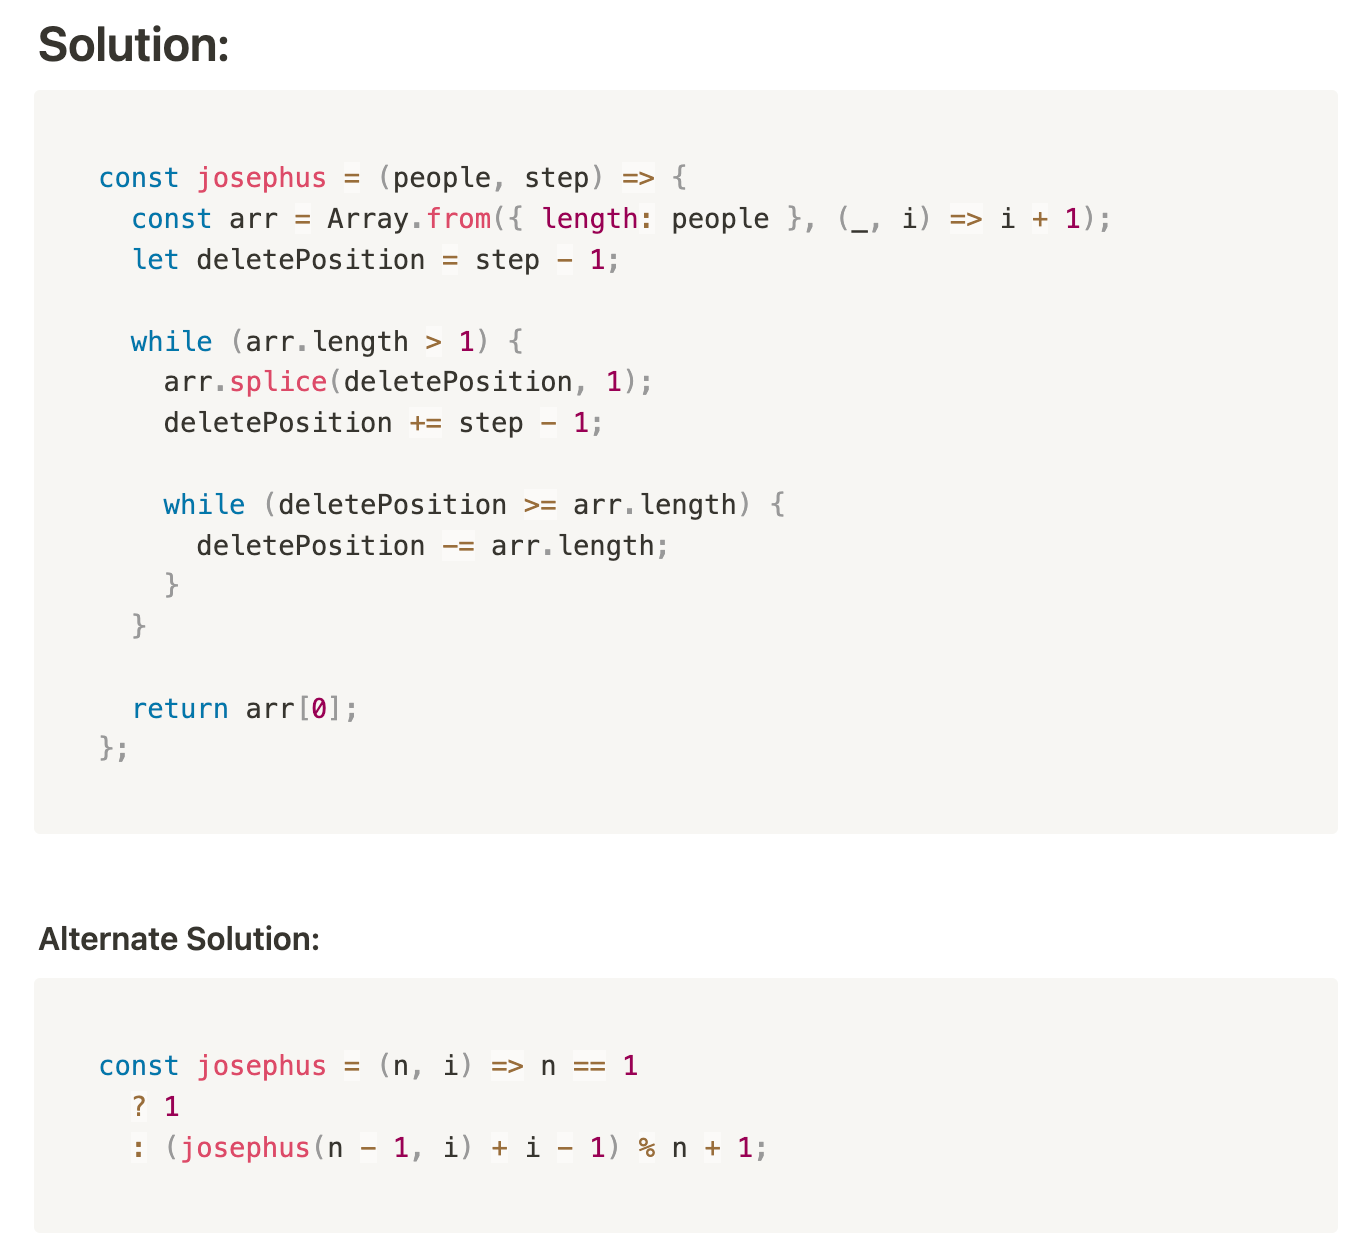 Solution:
const josephus = (people, step) => {
  const arr = Array.from({ length: people }, (_, i) => i + 1);
  let deletePosition = step - 1;
  while (arr.length > 1) {
    arr.splice(deletePosition, 1);
    deletePosition += step - 1;
    while (deletePosition >= arr.length) {
      deletePosition -= arr.length;
    }
  }
  return arr[0];
};
Alternate Solution:
const josephus = (n, i) => n == 1
  ? 1
  : (josephus(n - 1, i) + i - 1) % n + 1;